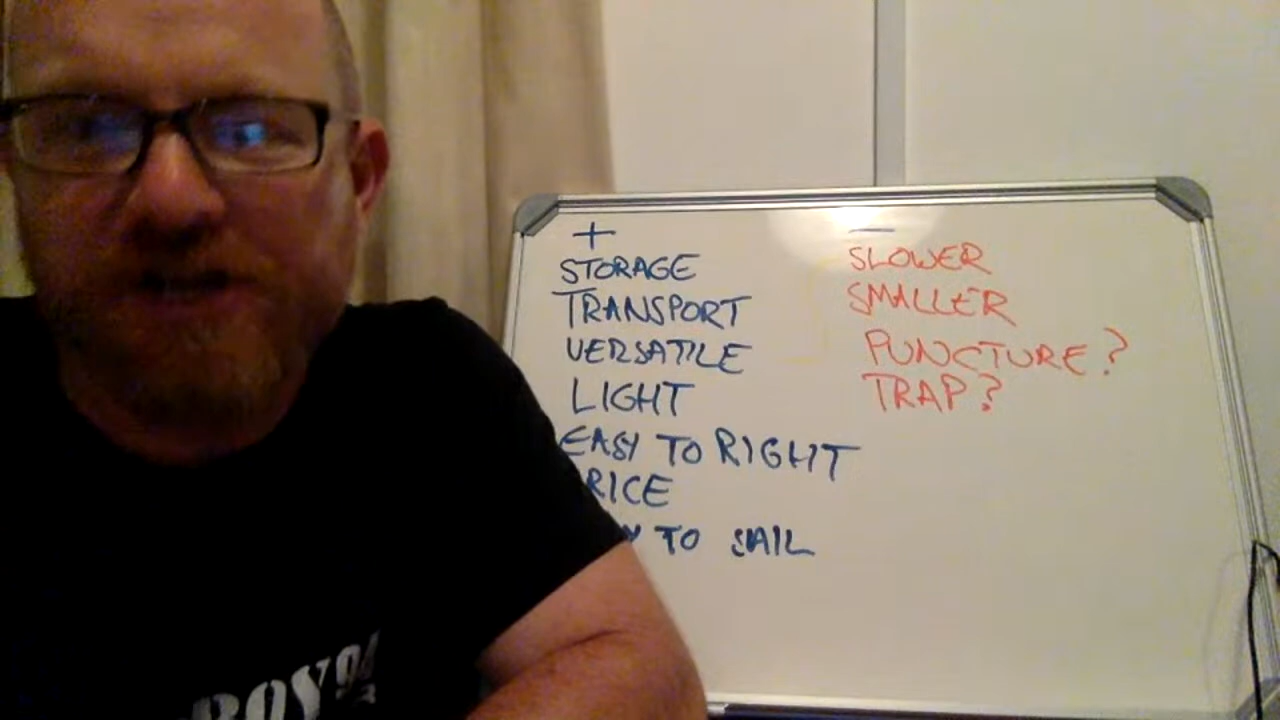 +
STORAGE
TRANSPORT
VERSATILE
LIGHT
EASY TO RIGHT
RICE
TO SAIL
−
SLOWER
SMALLER
PUNCTURE?
TRAP?